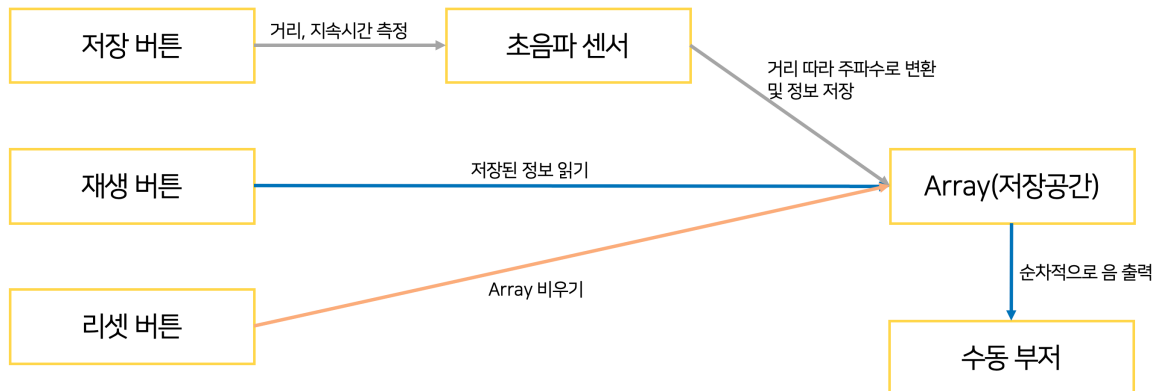 저장 버튼
거리, 지속시간 측정
초음파 센서
거리 따라 주파수로 변환
및 정보 저장
재생 버튼
저장된 정보 읽기
Array(저장공간)
리셋 버튼
Array 비우기
순차적으로 음 출력
수동 부저